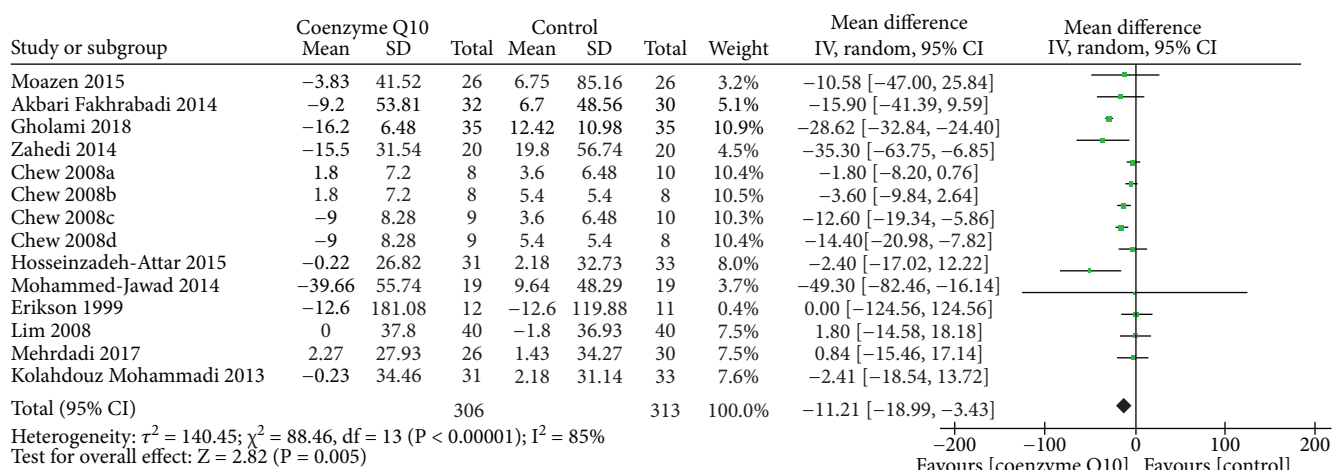 Coenzyme Q10 Control Mean difference Mean difference
Study or subgroup Mean SD Total Mean SD Total Weight IV, random, 95% CI IV, random, 95% CI
Moazen 2015 −3.83 41.52 26 6.75 85.16 26 3.2% −10.58 [−47.00, 25.84]
Akbari Fakhrabadi 2014 −9.2 53.81 32 6.7 48.56 30 5.1% −15.90 [−41.39, 9.59]
Gholami 2018 −16.2 6.48 35 12.42 10.98 35 10.9% −28.62 [−32.84, −24.40]
Zahedi 2014 −15.5 31.54 20 19.8 56.74 20 4.5% −35.30 [−63.75, −6.85]
Chew 2008a 1.8 7.2 8 3.6 6.48 10 10.4% −1.80 [−8.20, 0.76]
Chew 2008b 1.8 7.2 8 5.4 5.4 8 10.5% −3.60 [−9.84, 2.64]
Chew 2008c −9 8.28 9 3.6 6.48 10 10.3% −12.60 [−19.34, −5.86]
Chew 2008d −9 8.28 9 5.4 5.4 8 10.4% −14.40[−20.98, −7.82]
Hosseinzadeh-Attar 2015 −0.22 26.82 31 2.18 32.73 33 8.0% −2.40 [−17.02, 12.22]
Mohammed-Jawad 2014 −39.66 55.74 19 9.64 48.29 19 3.7% −49.30 [−82.46, −16.14]
Erikson 1999 −12.6 181.08 12 −12.6 119.88 11 0.4% 0.00 [−124.56, 124.56]
Lim 2008 0 37.8 40 −1.8 36.93 40 7.5% 1.80 [−14.58, 18.18]
Mehrdadi 2017 2.27 27.93 26 1.43 34.27 30 7.5% 0.84 [−15.46, 17.14]
Kolahdouz Mohammadi 2013 −0.23 34.46 31 2.18 31.14 33 7.6% −2.41 [−18.54, 13.72]
Total (95% CI) 306 313 100.0% −11.21 [−18.99, −3.43]
Heterogeneity: τ² = 140.45; χ² = 88.46, df = 13 (P < 0.00001); I² = 85%
Test for overall effect: Z = 2.82 (P = 0.005)
−200 −100 0 100 200
Favours [coenzyme Q10] Favours [control]